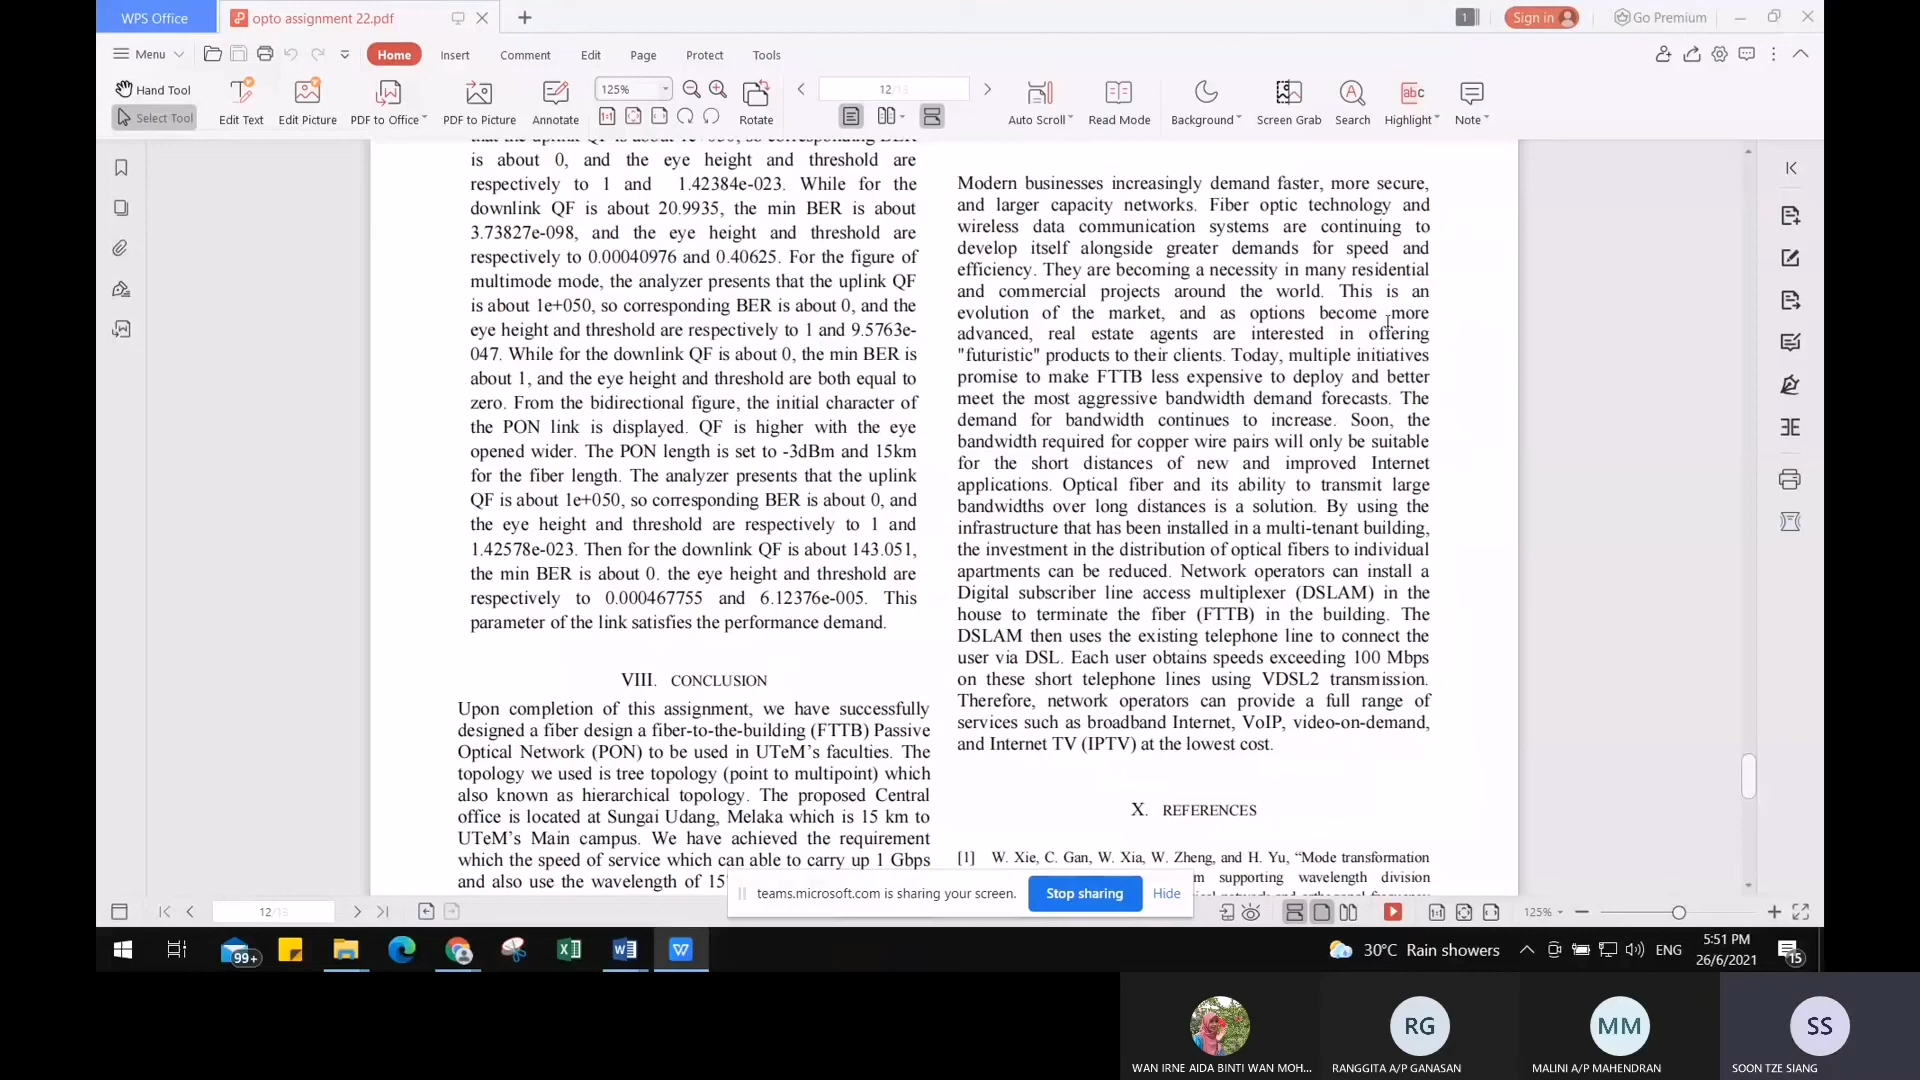 WPS Office
opto assignment 22.pdf
1
Sign in
Go Premium
Menu
Home
Insert
Comment
Edit
Page
Protect
Tools
Hand Tool
Select Tool
Edit Text
Edit Picture
PDF to Office
PDF to Picture
Annotate
125%
1:1
Rotate
12/13
Auto Scroll
Read Mode
Background
Screen Grab
Search
Highlight
Note
that the uplink QF is about 1e+050, so corresponding BER
is about 0, and the eye height and threshold are
respectively to 1 and 1.42384e-023. While for the
downlink QF is about 20.9935, the min BER is about
3.73827e-098, and the eye height and threshold are
respectively to 0.00040976 and 0.40625. For the figure of
multimode mode, the analyzer presents that the uplink QF
is about 1e+050, so corresponding BER is about 0, and the
eye height and threshold are respectively to 1 and 9.5763e-
047. While for the downlink QF is about 0, the min BER is
about 1, and the eye height and threshold are both equal to
zero. From the bidirectional figure, the initial character of
the PON link is displayed. QF is higher with the eye
opened wider. The PON length is set to -3dBm and 15km
for the fiber length. The analyzer presents that the uplink
QF is about 1e+050, so corresponding BER is about 0, and
the eye height and threshold are respectively to 1 and
1.42578e-023. Then for the downlink QF is about 143.051,
the min BER is about 0. the eye height and threshold are
respectively to 0.000467755 and 6.12376e-005. This
parameter of the link satisfies the performance demand.
VIII. CONCLUSION
Upon completion of this assignment, we have successfully
designed a fiber design a fiber-to-the-building (FTTB) Passive
Optical Network (PON) to be used in UTeM's faculties. The
topology we used is tree topology (point to multipoint) which
also known as hierarchical topology. The proposed Central
office is located at Sungai Udang, Melaka which is 15 km to
UTeM's Main campus. We have achieved the requirement
which the speed of service which can able to carry up 1 Gbps
and also use the wavelength of 15
Modern businesses increasingly demand faster, more secure,
and larger capacity networks. Fiber optic technology and
wireless data communication systems are continuing to
develop itself alongside greater demands for speed and
efficiency. They are becoming a necessity in many residential
and commercial projects around the world. This is an
evolution of the market, and as options become more
advanced, real estate agents are interested in offering
"futuristic" products to their clients. Today, multiple initiatives
promise to make FTTB less expensive to deploy and better
meet the most aggressive bandwidth demand forecasts. The
demand for bandwidth continues to increase. Soon, the
bandwidth required for copper wire pairs will only be suitable
for the short distances of new and improved Internet
applications. Optical fiber and its ability to transmit large
bandwidths over long distances is a solution. By using the
infrastructure that has been installed in a multi-tenant building,
the investment in the distribution of optical fibers to individual
apartments can be reduced. Network operators can install a
Digital subscriber line access multiplexer (DSLAM) in the
house to terminate the fiber (FTTB) in the building. The
DSLAM then uses the existing telephone line to connect the
user via DSL. Each user obtains speeds exceeding 100 Mbps
on these short telephone lines using VDSL2 transmission.
Therefore, network operators can provide a full range of
services such as broadband Internet, VoIP, video-on-demand,
and Internet TV (IPTV) at the lowest cost.
X. REFERENCES
[1] W. Xie, C. Gan, W. Xia, W. Zheng, and H. Yu, "Mode transformation
supporting wavelength division
teams.microsoft.com is sharing your screen.
Stop sharing
Hide
12/13
125%
99+
30°C Rain showers
ENG
5:51 PM
26/6/2021
15
RG
MM
SS
WAN IRNE AIDA BINTI WAN MOH...
RANGGITA A/P GANASAN
MALINI A/P MAHENDRAN
SOON TZE SIANG